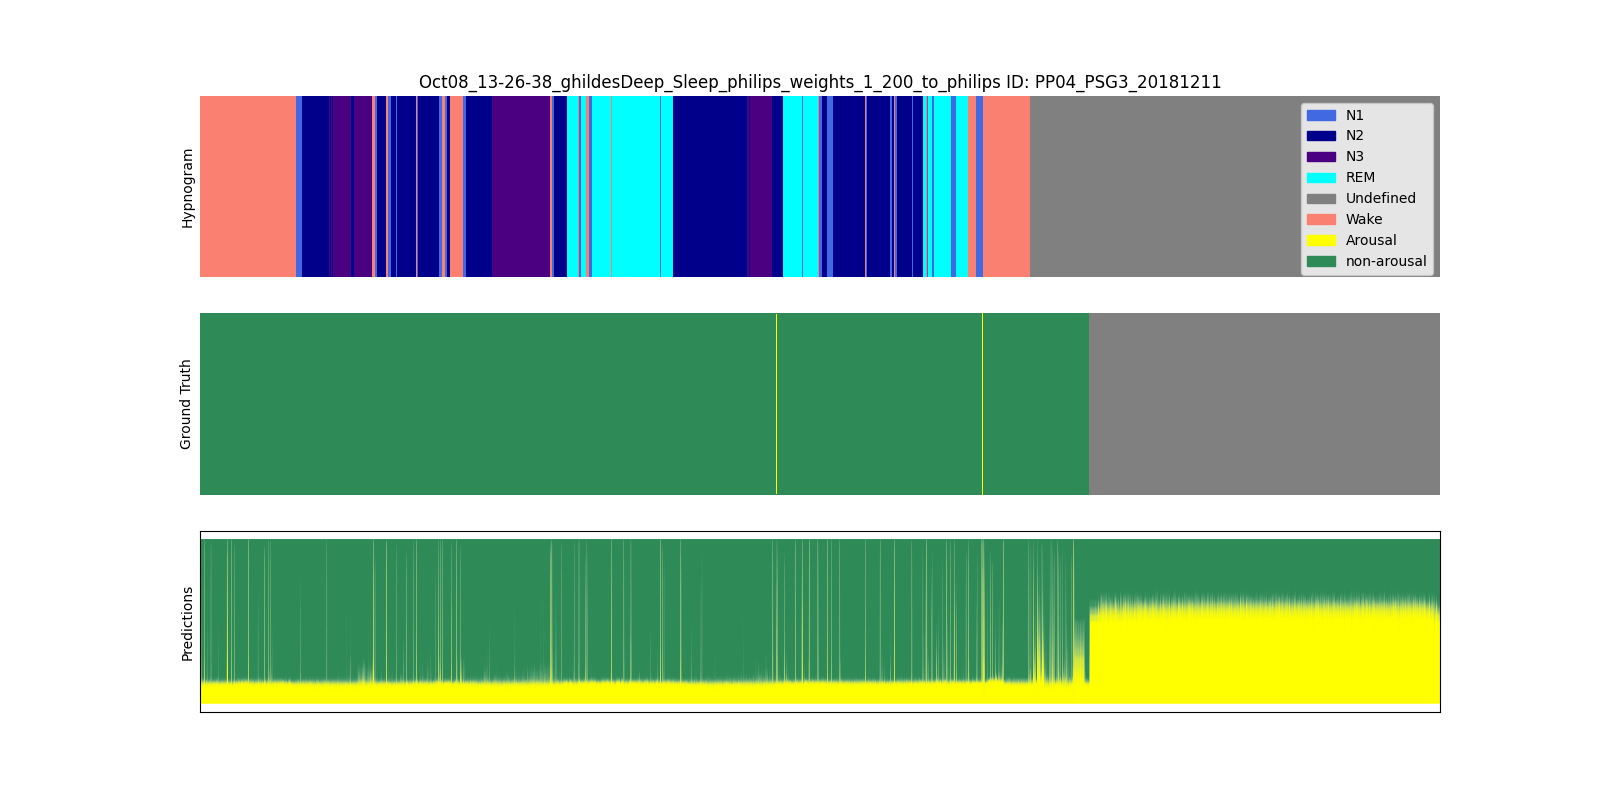 Oct08_13-26-38_ghildesDeep_Sleep_philips_weights_1_200_to_philips ID: PP04_PSG3_20181211
Hypnogram
N1
N2
N3
REM
Undefined
Wake
Arousal
non-arousal
Ground Truth
Predictions